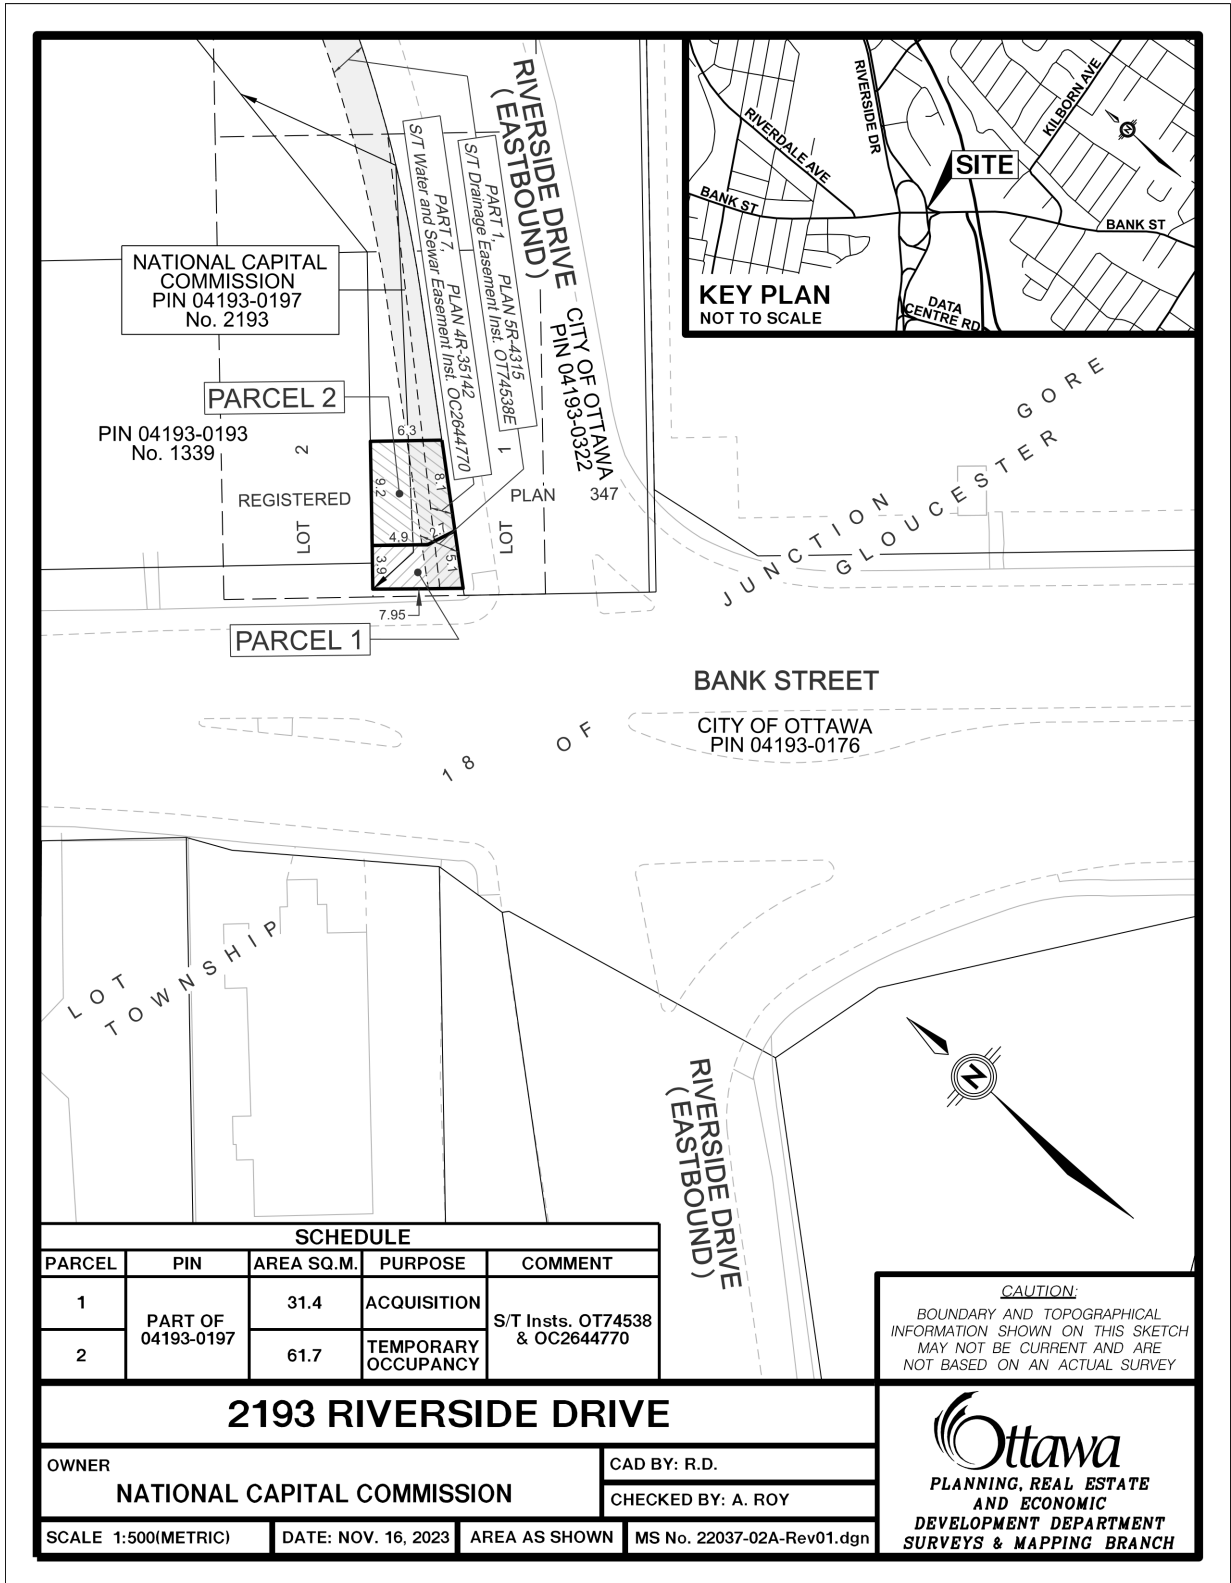 RIVERSIDE DRIVE
( EASTBOUND )
CITY OF OTTAWA
PIN 04193-0322
PART 1, PLAN 5R-4315
S/T Drainage Easement Inst. OT74538E
PART 7, PLAN 4R-35142
S/T Water and Sewar Easement Inst. OC2644770
RIVERSIDE DR
RIVERDALE AVE
KILBORN AVE
N
SITE
BANK ST
BANK ST
DATA
CENTRE RD
KEY PLAN
NOT TO SCALE
NATIONAL CAPITAL
COMMISSION
PIN 04193-0197
No. 2193
PARCEL 2
PIN 04193-0193
No. 1339
6.3
9.2
8.1
4.9
2.7
3.9
5.1
7.95
2
LOT
1
LOT
REGISTERED
PLAN 347
PARCEL 1
JUNCTION GORE
GLOUCESTER
BANK STREET
CITY OF OTTAWA
PIN 04193-0176
18 OF
LOT
TOWNSHIP
RIVERSIDE DRIVE
( EASTBOUND )
N
SCHEDULE
PARCEL PIN AREA SQ.M. PURPOSE COMMENT
1 PART OF 04193-0197 31.4 ACQUISITION S/T Insts. OT74538 & OC2644770
2 61.7 TEMPORARY OCCUPANCY
CAUTION:
BOUNDARY AND TOPOGRAPHICAL
INFORMATION SHOWN ON THIS SKETCH
MAY NOT BE CURRENT AND ARE
NOT BASED ON AN ACTUAL SURVEY
2193 RIVERSIDE DRIVE
OWNER
NATIONAL CAPITAL COMMISSION
CAD BY: R.D.
CHECKED BY: A. ROY
SCALE 1:500(METRIC)
DATE: NOV. 16, 2023
AREA AS SHOWN
MS No. 22037-02A-Rev01.dgn
Ottawa
PLANNING, REAL ESTATE
AND ECONOMIC
DEVELOPMENT DEPARTMENT
SURVEYS & MAPPING BRANCH